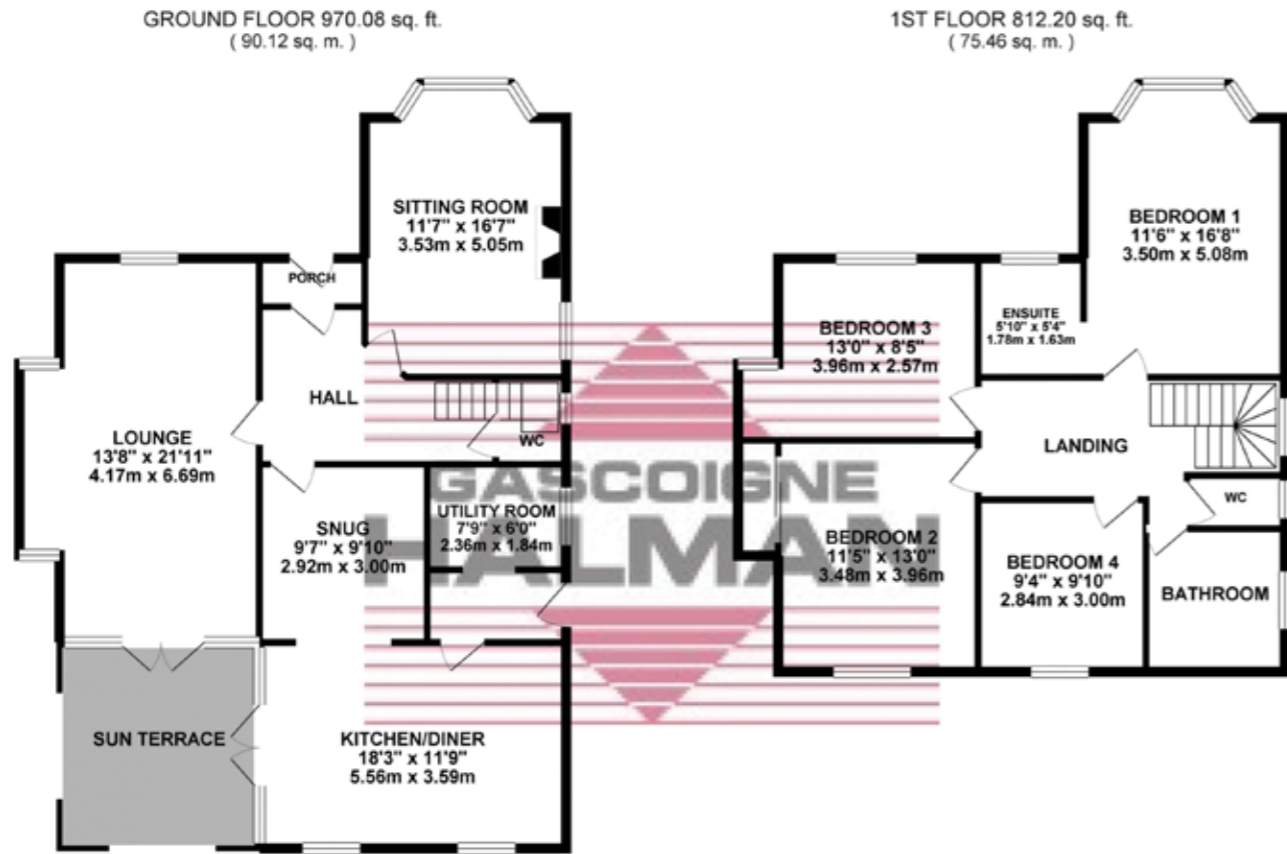 GROUND FLOOR 970.08 sq. ft.
( 90.12 sq. m. )
SITTING ROOM
11'7" x 16'7"
3.53m x 5.05m
PORCH
HALL
LOUNGE
13'8" x 21'11"
4.17m x 6.69m
WC
SNUG
9'7" x 9'10"
2.92m x 3.00m
UTILITY ROOM
7'9" x 6'0"
2.36m x 1.84m
SUN TERRACE
KITCHEN/DINER
18'3" x 11'9"
5.56m x 3.59m
1ST FLOOR 812.20 sq. ft.
( 75.46 sq. m. )
BEDROOM 1
11'6" x 16'8"
3.50m x 5.08m
ENSUITE
5'10" x 5'4"
1.78m x 1.63m
BEDROOM 3
13'0" x 8'5"
3.96m x 2.57m
LANDING
WC
BEDROOM 2
11'5" x 13'0"
3.48m x 3.96m
BEDROOM 4
9'4" x 9'10"
2.84m x 3.00m
BATHROOM
GASCOIGNE
HALMAN